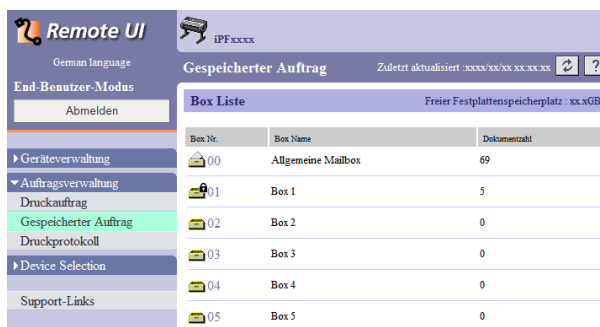 Remote UI
German language
End-Benutzer-Modus
Abmelden
Geräteverwaltung
Auftragsverwaltung
Druckauftrag
Gespeicherter Auftrag
Druckprotokoll
Device Selection
Support-Links
iPFxxxx
Gespeicherter Auftrag Zuletzt aktualisiert :xxxx/xx/xx xx:xx:xx ?
Box Liste Freier Festplattenspeicherplatz : xx.xGB
Box Nr. Box Name Dokumentzahl
00 Allgemeine Mailbox 69
01 Box 1 5
02 Box 2 0
03 Box 3 0
04 Box 4 0
05 Box 5 0